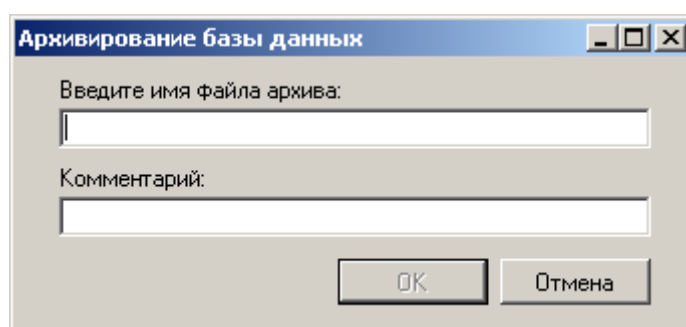 Архивирование базы данных
Введите имя файла архива:
Комментарий:
OK Отмена